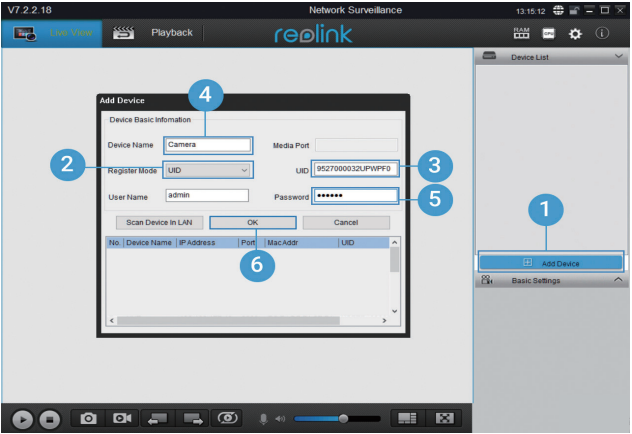 V7.2.2.18 Network Surveillance 13:15:12
Live View Playback reolink RAM CPU
Device List
Add Device
4
Device Basic Infomation
Device Name Camera Media Port
2 Register Mode UID UID 9527000032UPWPF0 3
User Name admin Password •••••• 5
Scan Device in LAN OK Cancel
1
No. Device Name IP Address Port Mac Addr UID
6
Add Device
Basic Settings